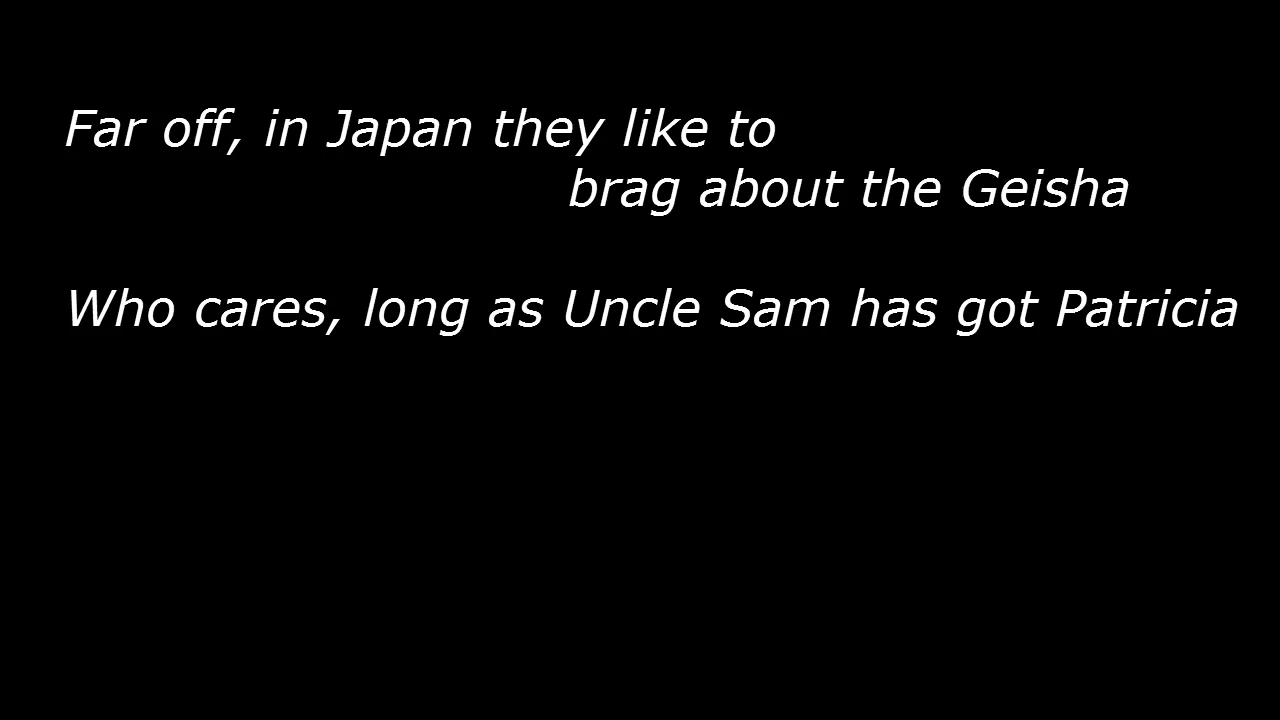 Far off, in Japan they like to
brag about the Geisha
Who cares, long as Uncle Sam has got Patricia